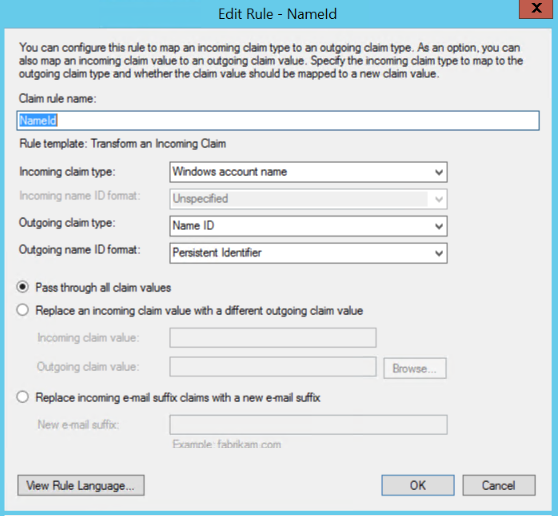 Edit Rule - NameId
X
You can configure this rule to map an incoming claim type to an outgoing claim type. As an option, you can
also map an incoming claim value to an outgoing claim value. Specify the incoming claim type to map to the
outgoing claim type and whether the claim value should be mapped to a new claim value.
Claim rule name:
NameId
Rule template: Transform an Incoming Claim
Incoming claim type: Windows account name
Incoming name ID format: Unspecified
Outgoing claim type: Name ID
Outgoing name ID format: Persistent Identifier
Pass through all claim values
Replace an incoming claim value with a different outgoing claim value
Incoming claim value:
Outgoing claim value: Browse...
Replace incoming e-mail suffix claims with a new e-mail suffix
New e-mail suffix:
Example: fabrikam.com
View Rule Language... OK Cancel